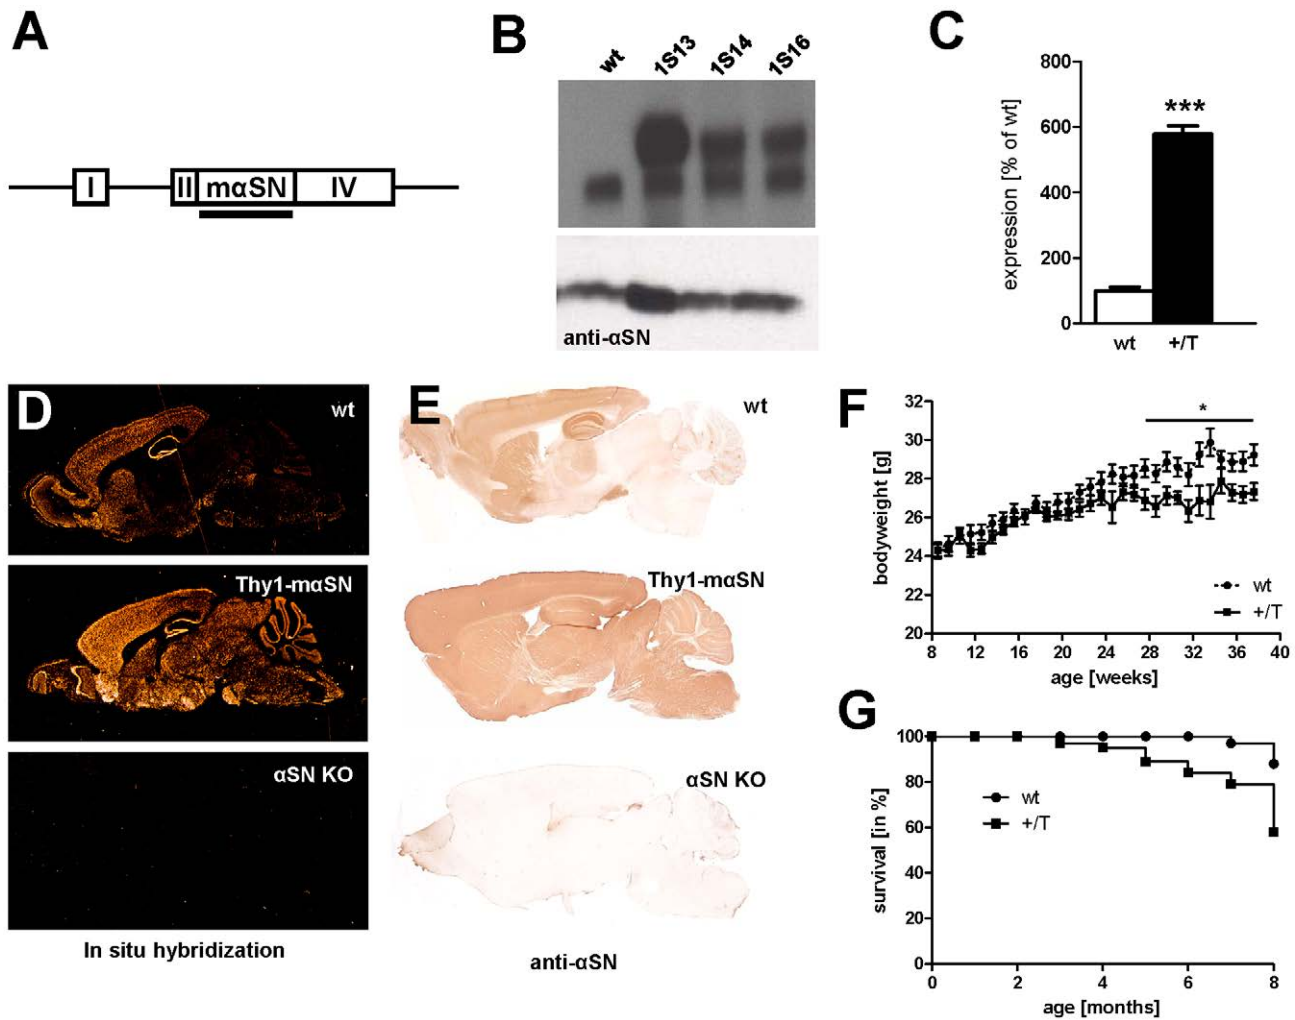 A
I II mαSN IV
B
wt 1S13 1S14 1S16
anti-αSN
C
expression [% of wt]
800
600
400
200
0
***
wt +/T
D
wt
Thy1-mαSN
αSN KO
In situ hybridization
E
wt
Thy1-mαSN
αSN KO
anti-αSN
F
bodyweight [g]
32
30
28
26
24
22
20
*
wt
+/T
8 12 16 20 24 28 32 36 40
age [weeks]
G
survival [in %]
100
80
60
40
20
0
wt
+/T
0 2 4 6 8
age [months]